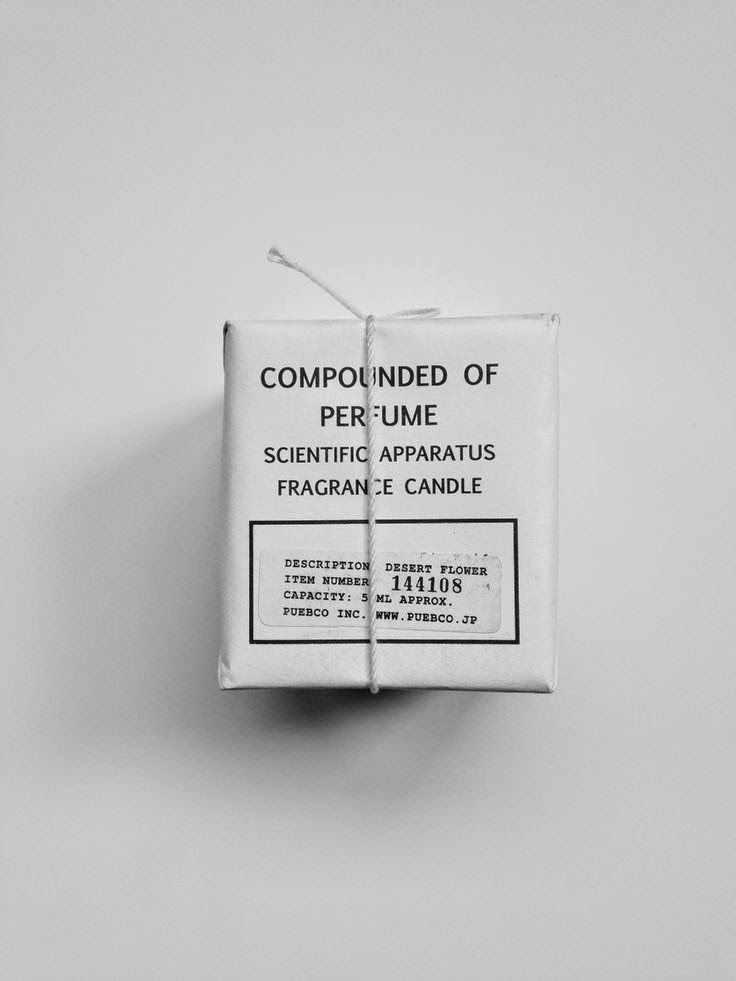 COMPOUNDED OF
PERFUME
SCIENTIFIC APPARATUS
FRAGRANCE CANDLE
DESCRIPTION DESERT FLOWER
ITEM NUMBER 144108
CAPACITY: ML APPROX.
PUEBCO INC. WWW.PUEBCO.JP